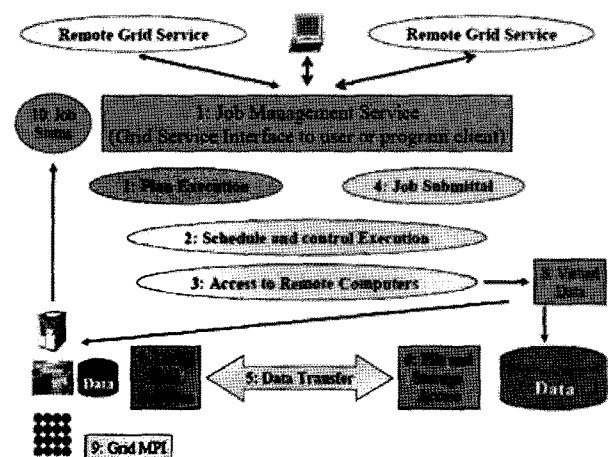 Remote Grid Service
Remote Grid Service
10: Job
Status
1: Job Management Service
(Grid Service Interface to user or program client)
1: Plan Execution
4: Job Submittal
2: Schedule and control Execution
3: Access to Remote Computers
Virtual
Data
Data
5: Data Transfer
Data
9: Grid MPI